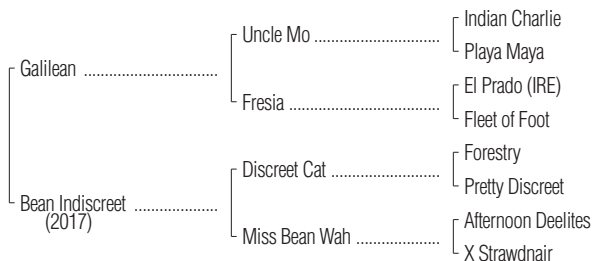 Indian Charlie
Uncle Mo
Playa Maya
Galilean
El Prado (IRE)
Fresia
Fleet of Foot
Forestry
Discreet Cat
Pretty Discreet
Bean Indiscreet
(2017)
Afternoon Deelites
Miss Bean Wah
X Strawdnair